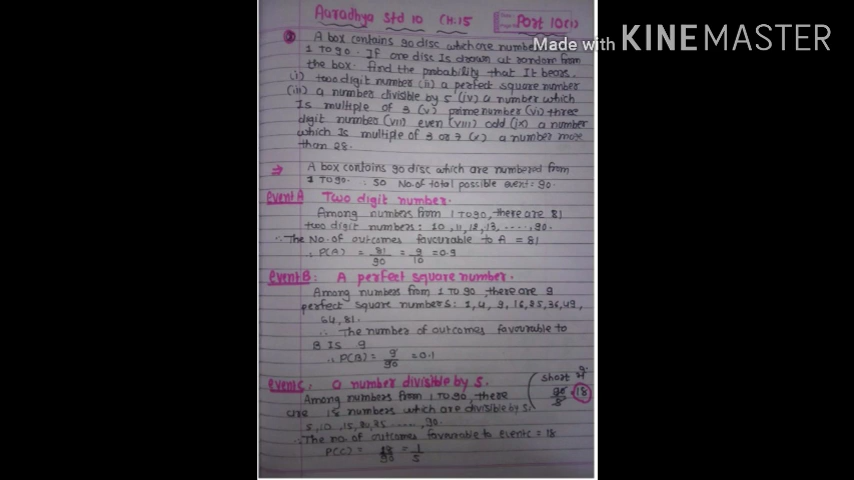 Auradhya Std 10 CH:15 Part 10(1)
Made with KINEMASTER
A box contains 90 disc which are number
1 To 90. If one disc Is drawn at random from
the box. Find the probability that It bears.
(i) two digit number (ii) a perfect square number
(iii) a number divisible by 5 (iv) a number which
Is multiple of 3 (v) prime number (vi) three
digit number (vii) even (viii) odd (ix) a number
which Is multiple of 3 or 7 (x) a number more
than 28.
⇒ A box contains 90 disc which are numbered from
1 To 90. ∴ SO No. of total possible event = 90.
Event A Two digit number.
Among numbers from 1 To 90, there are 81
two digit numbers: 10, 11, 12, 13, ....., 90.
∴ The No. of outcomes favourable to A = 81
∴ P(A) = 81/90 = 9/10 = 0.9
Event B: A perfect square number.
Among numbers from 1 To 90, there are 9
perfect square numbers: 1, 4, 9, 16, 25, 36, 49,
64, 81.
∴ The number of outcomes favourable to
B Is 9
∴ P(B) = 9/90 = 0.1
Event C: a number divisible by 5.
short में
90/5 = 18
Among numbers from 1 To 90, there
are 18 numbers which are divisible by 5.
5, 10, 15, 20, 25 ....., 90.
∴ The no. of outcomes favourable to event C = 18
P(C) = 18/90 = 1/5